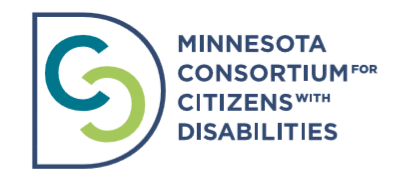 MINNESOTA
CONSORTIUM FOR
CITIZENS WITH
DISABILITIES